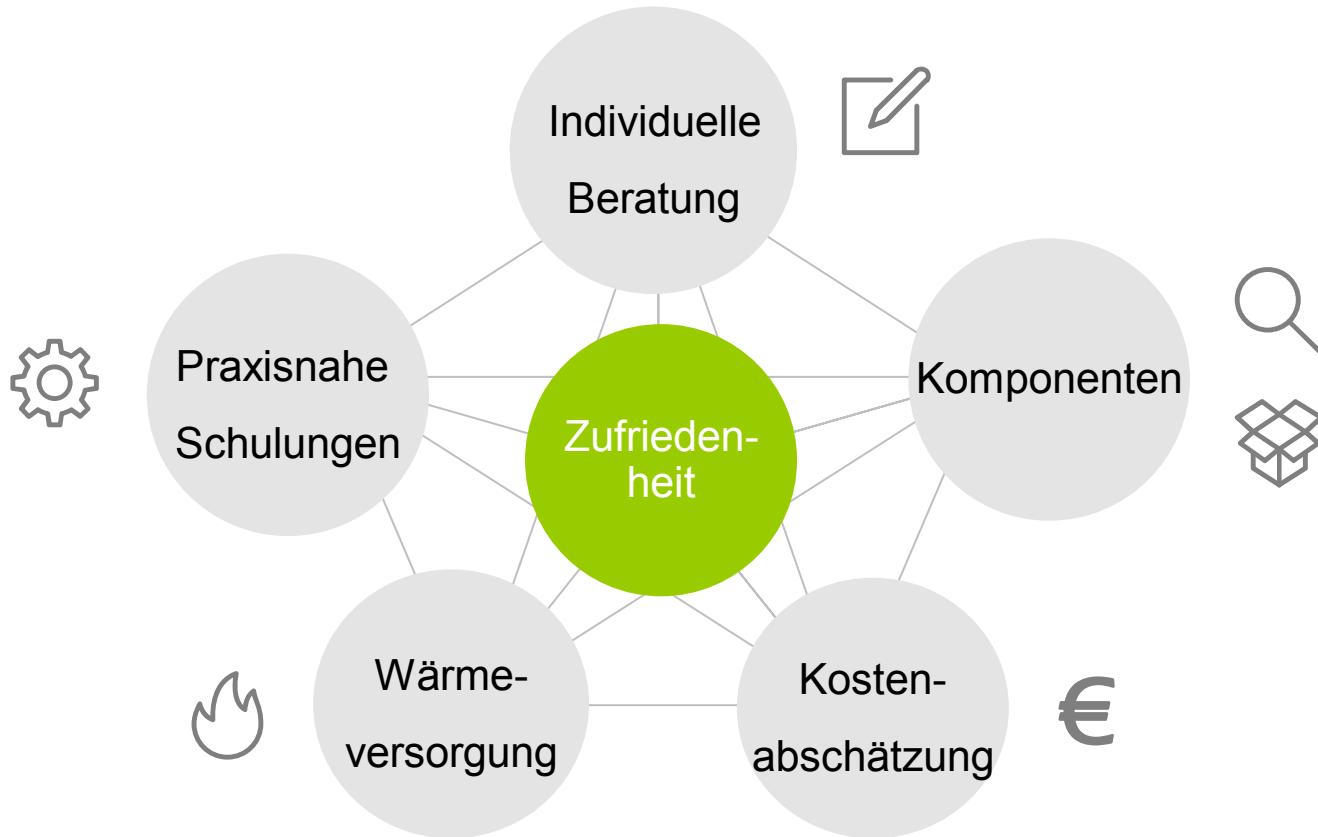 Individuelle
Beratung
Praxisnahe
Schulungen
Komponenten
Zufrieden-
heit
Wärme-
versorgung
Kosten-
abschätzung
€